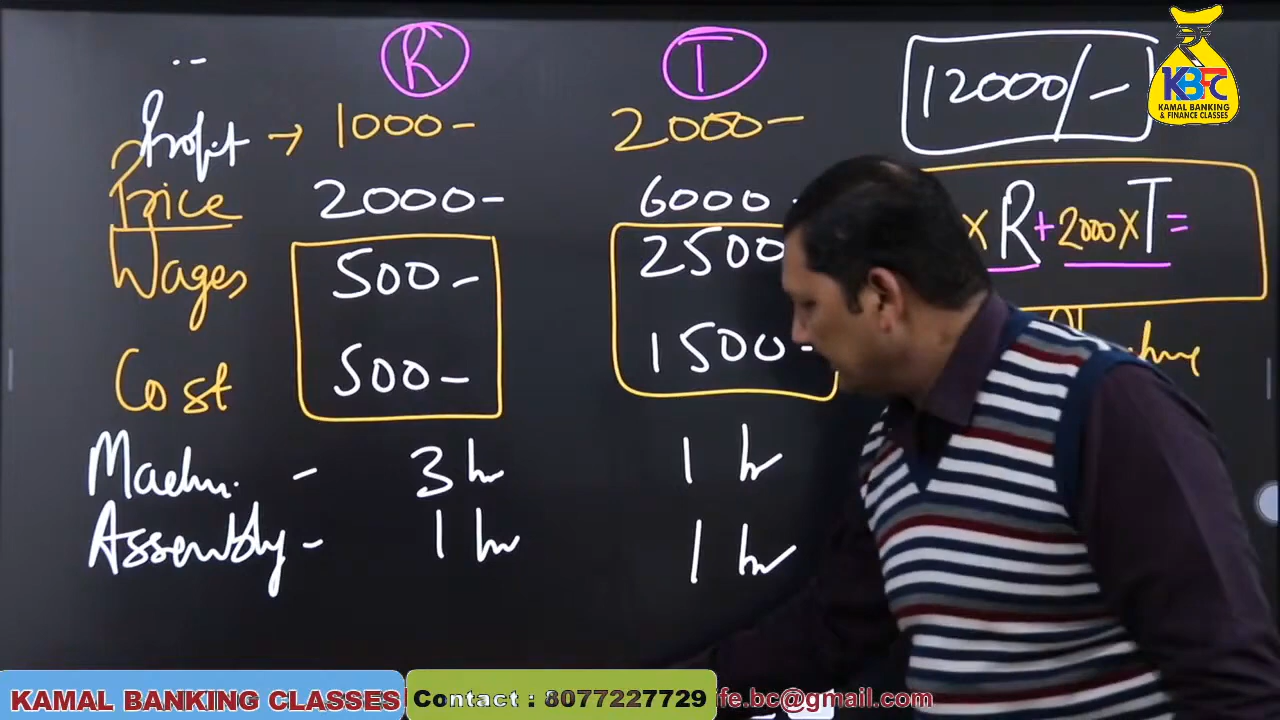 R T 12000/-
Profit → 1000- 2000-
Price 2000- 6000
Wages 500- 2500
Cost 500- 1500-
× R + 2000 × T =
Machn. - 3 hr 1 hr
Assembly - 1 hr 1 hr
KBFC
KAMAL BANKING
& FINANCE CLASSES
KAMAL BANKING CLASSES Contact : 8077227729 ife.bc@gmail.com